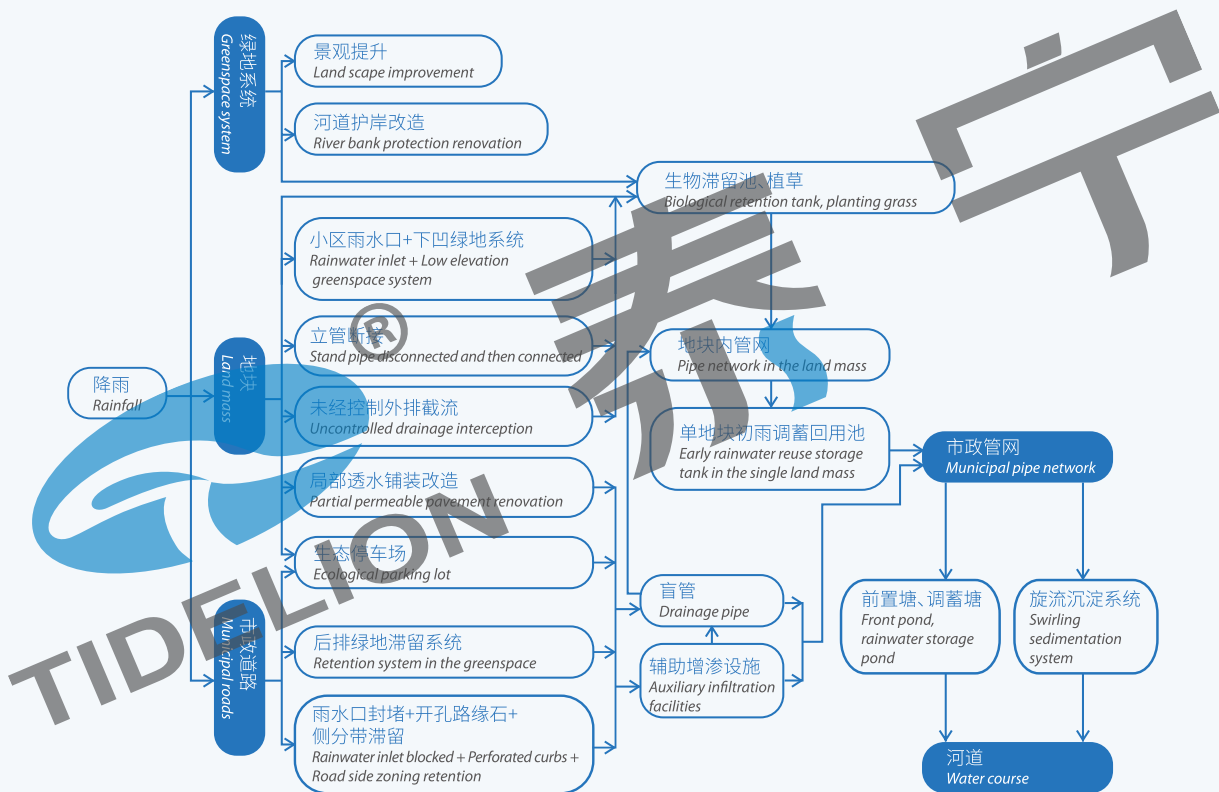 绿地系统
Greenspace system
景观提升
Land scape improvement
河道护岸改造
River bank protection renovation
生物滞留池、植草
Biological retention tank, planting grass
小区雨水口+下凹绿地系统
Rainwater inlet + Low elevation
greenspace system
立管断接
Stand pipe disconnected and then connected
地块内管网
Pipe network in the land mass
降雨
Rainfall
地块
Land mass
未经控制外排截流
Uncontrolled drainage interception
单地块初雨调蓄回用池
Early rainwater reuse storage
tank in the single land mass
市政管网
Municipal pipe network
局部透水铺装改造
Partial permeable pavement renovation
生态停车场
Ecological parking lot
盲管
Drainage pipe
前置塘、调蓄塘
Front pond,
rainwater storage
pond
旋流沉淀系统
Swirling
sedimentation
system
市政道路
Municipal roads
后排绿地滞留系统
Retention system in the greenspace
辅助增渗设施
Auxiliary infiltration
facilities
雨水口封堵+开孔路缘石+
侧分带滞留
Rainwater inlet blocked + Perforated curbs +
Road side zoning retention
河道
Water course
TIDELION
®
泰宁